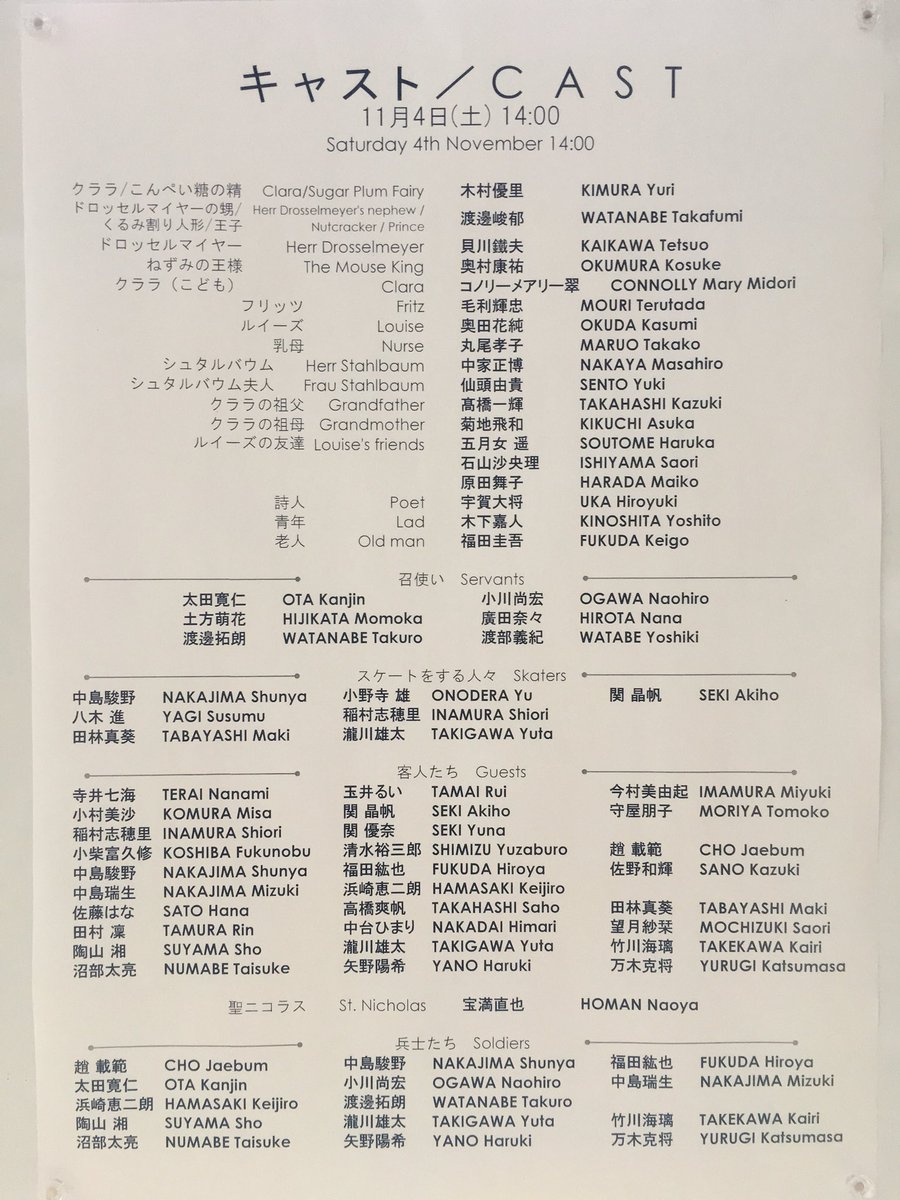 キャスト／CAST
11月4日(土) 14:00
Saturday 4th November 14:00
クララ/こんぺい糖の精 Clara/Sugar Plum Fairy 木村優里 KIMURA Yuri
ドロッセルマイヤーの甥/ Herr Drosselmeyer's nephew /
くるみ割り人形/王子 Nutcracker / Prince 渡邊峻郁 WATANABE Takafumi
ドロッセルマイヤー Herr Drosselmeyer 貝川鐵夫 KAIKAWA Tetsuo
ねずみの王様 The Mouse King 奥村康祐 OKUMURA Kosuke
クララ（こども） Clara コノリーメアリー翠 CONNOLLY Mary Midori
フリッツ Fritz 毛利輝忠 MOURI Terutada
ルイーズ Louise 奥田花純 OKUDA Kasumi
乳母 Nurse 丸尾孝子 MARUO Takako
シュタルバウム Herr Stahlbaum 中家正博 NAKAYA Masahiro
シュタルバウム夫人 Frau Stahlbaum 仙頭由貴 SENTO Yuki
クララの祖父 Grandfather 髙橋一輝 TAKAHASHI Kazuki
クララの祖母 Grandmother 菊地飛和 KIKUCHI Asuka
ルイーズの友達 Louise's friends 五月女 遥 SOUTOME Haruka
石山沙央理 ISHIYAMA Saori
原田舞子 HARADA Maiko
詩人 Poet 宇賀大将 UKA Hiroyuki
青年 Lad 木下嘉人 KINOSHITA Yoshito
老人 Old man 福田圭吾 FUKUDA Keigo
召使い Servants
太田寛仁 OTA Kanjin 小川尚宏 OGAWA Naohiro
土方萌花 HIJIKATA Momoka 廣田奈々 HIROTA Nana
渡邊拓朗 WATANABE Takuro 渡部義紀 WATABE Yoshiki
スケートをする人々 Skaters
中島駿野 NAKAJIMA Shunya 小野寺 雄 ONODERA Yu 関 晶帆 SEKI Akiho
八木 進 YAGI Susumu 稲村志穂里 INAMURA Shiori
田林真葵 TABAYASHI Maki 瀧川雄太 TAKIGAWA Yuta
客人たち Guests
寺井七海 TERAI Nanami 玉井るい TAMAI Rui 今村美由起 IMAMURA Miyuki
小村美沙 KOMURA Misa 関 晶帆 SEKI Akiho 守屋朋子 MORIYA Tomoko
稲村志穂里 INAMURA Shiori 関 優奈 SEKI Yuna
小柴富久修 KOSHIBA Fukunobu 清水裕三郎 SHIMIZU Yuzaburo 趙 載範 CHO Jaebum
中島駿野 NAKAJIMA Shunya 福田紘也 FUKUDA Hiroya 佐野和輝 SANO Kazuki
中島瑞生 NAKAJIMA Mizuki 浜崎恵二朗 HAMASAKI Keijiro
佐藤はな SATO Hana 高橋爽帆 TAKAHASHI Saho 田林真葵 TABAYASHI Maki
田村 凜 TAMURA Rin 中台ひまり NAKADAI Himari 望月紗栞 MOCHIZUKI Saori
陶山 湘 SUYAMA Sho 瀧川雄太 TAKIGAWA Yuta 竹川海璃 TAKEKAWA Kairi
沼部太亮 NUMABE Taisuke 矢野陽希 YANO Haruki 万木克将 YURUGI Katsumasa
聖ニコラス St. Nicholas 宝満直也 HOMAN Naoya
兵士たち Soldiers
趙 載範 CHO Jaebum 中島駿野 NAKAJIMA Shunya 福田紘也 FUKUDA Hiroya
太田寛仁 OTA Kanjin 小川尚宏 OGAWA Naohiro 中島瑞生 NAKAJIMA Mizuki
浜崎恵二朗 HAMASAKI Keijiro 渡邊拓朗 WATANABE Takuro
陶山 湘 SUYAMA Sho 瀧川雄太 TAKIGAWA Yuta 竹川海璃 TAKEKAWA Kairi
沼部太亮 NUMABE Taisuke 矢野陽希 YANO Haruki 万木克将 YURUGI Katsumasa